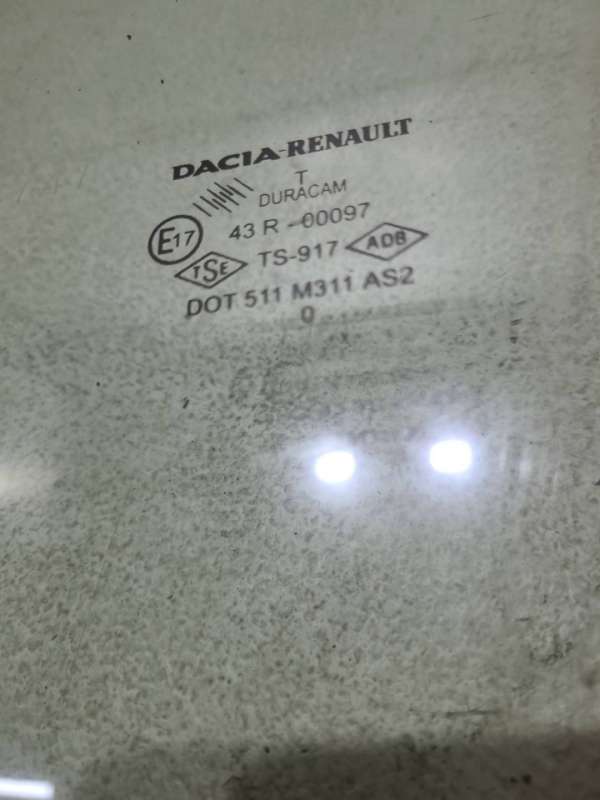 DACIA-RENAULT
T
DURACAM
E17 43 R -00097
TSE TS-917 ADB
DOT 511 M311 AS2
0